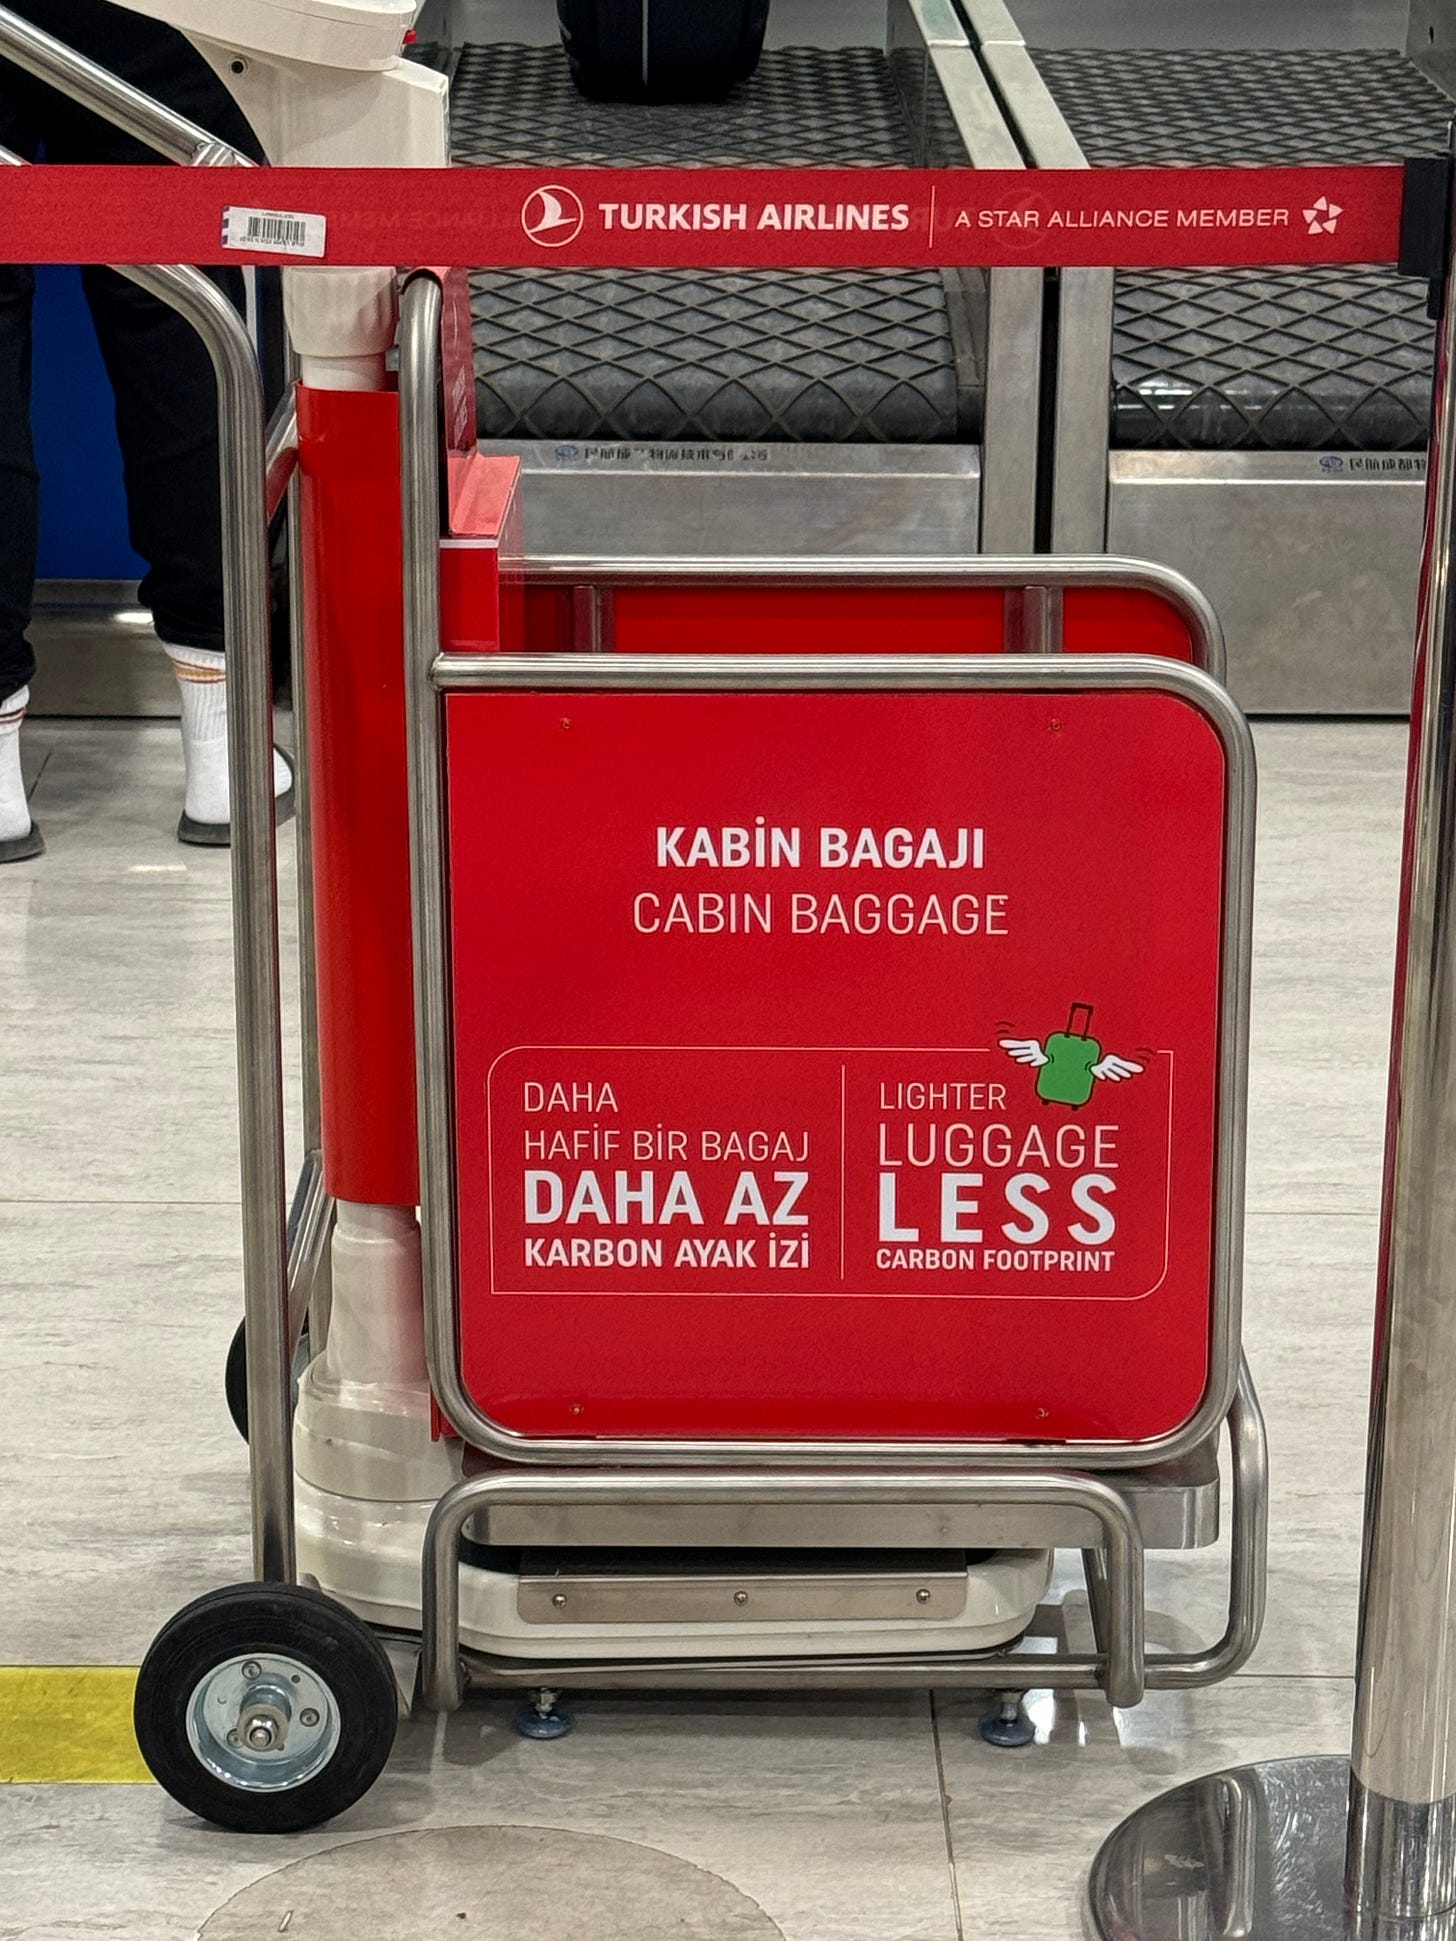 TURKISH AIRLINES
A STAR ALLIANCE MEMBER
KABİN BAGAJI
CABIN BAGGAGE
DAHA
HAFİF BİR BAGAJ
DAHA AZ
KARBON AYAK İZİ
LIGHTER
LUGGAGE
LESS
CARBON FOOTPRINT